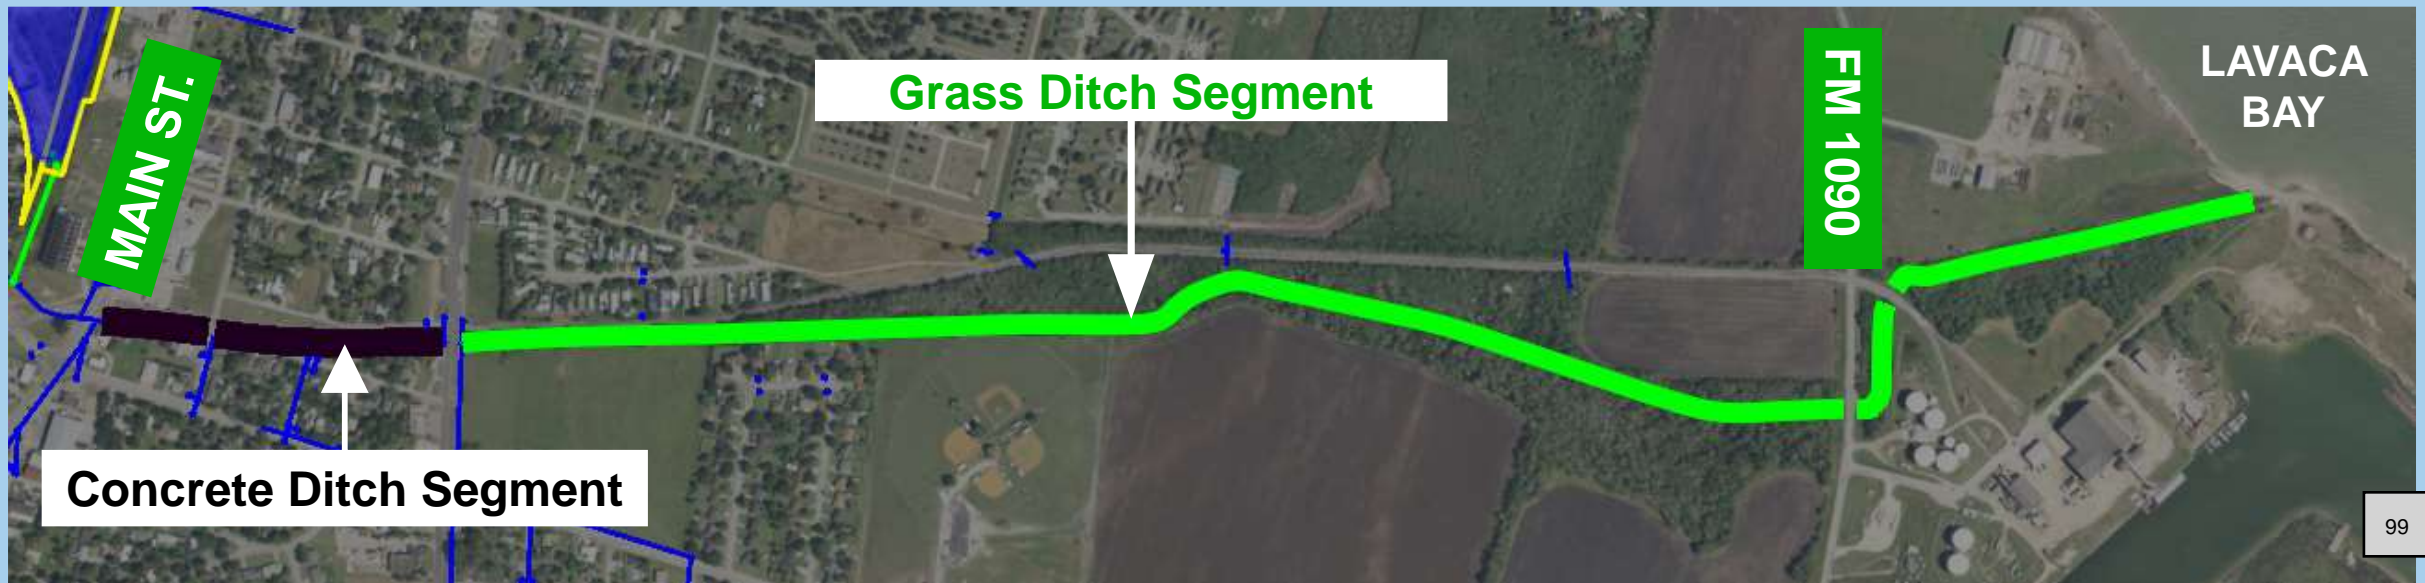 MAIN ST.
Grass Ditch Segment
FM 1090
LAVACA
BAY
Concrete Ditch Segment
99